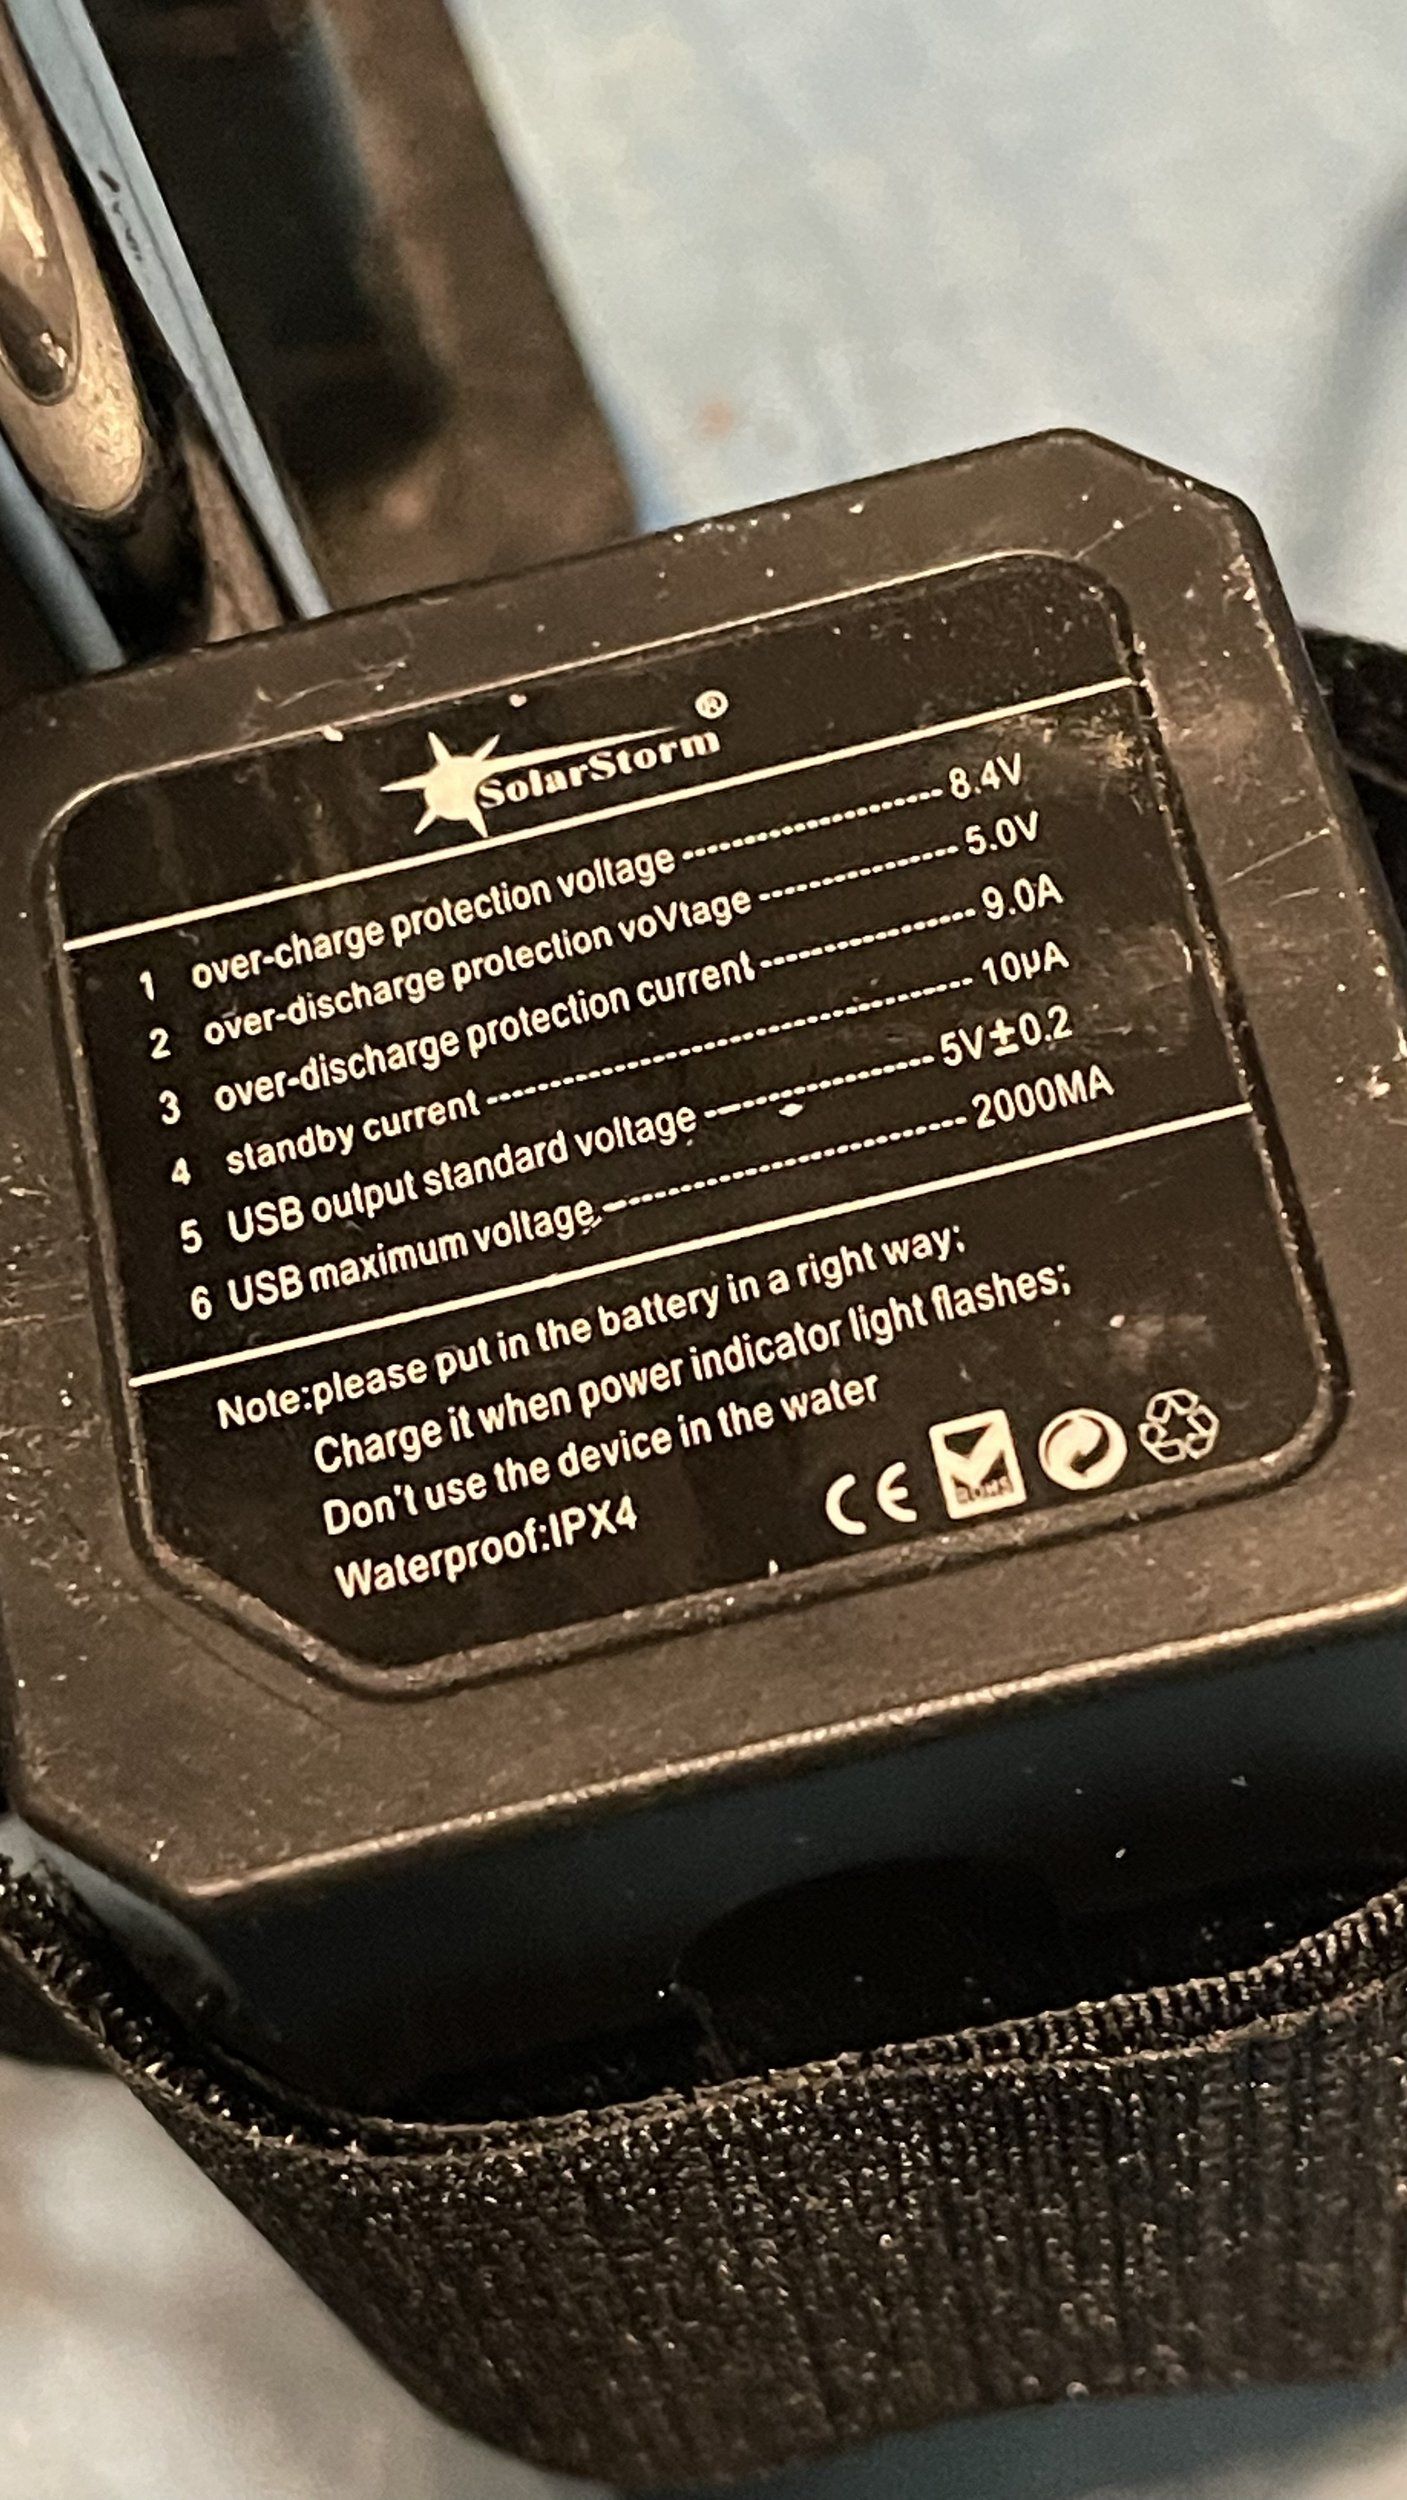 SolarStorm®
1 over-charge protection voltage ------------------------- 8.4V
2 over-discharge protection voVtage ------------------- 5.0V
3 over-discharge protection current -------------------- 9.0A
4 standby current --------------------------------------------- 10μA
5 USB output standard voltage ---------------------- 5V±0.2
6 USB maximum voltage ---------------------------------- 2000MA
Note:please put in the battery in a right way;
Charge it when power indicator light flashes;
Don't use the device in the water
Waterproof:IPX4
CE